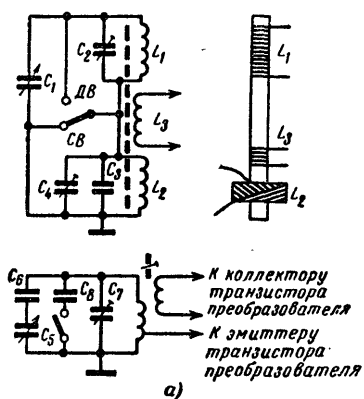 C₂
L₁
L₁
C₁
ДВ
СВ
L₃
L₃
C₄
C₃
L₂
L₂
C₆
C₈
C₇
C₅
К коллектору
транзистора
преобразователя
К эмиттеру
транзистора
преобразователя
а)